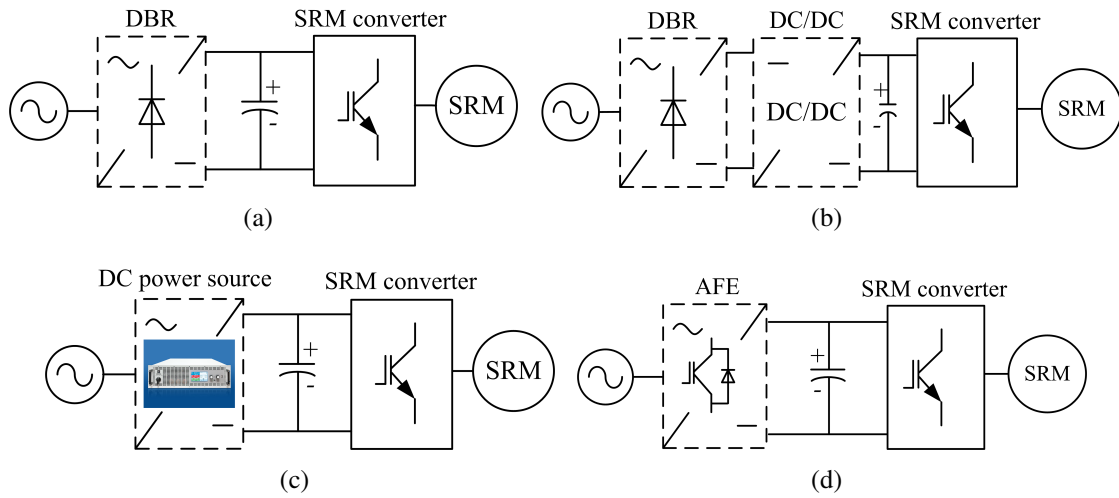 DBR
SRM converter
+
-
SRM
(a)
DBR
DC/DC
SRM converter
DC/DC
+
-
SRM
(b)
DC power source
SRM converter
+
-
SRM
(c)
AFE
SRM converter
+
-
SRM
(d)